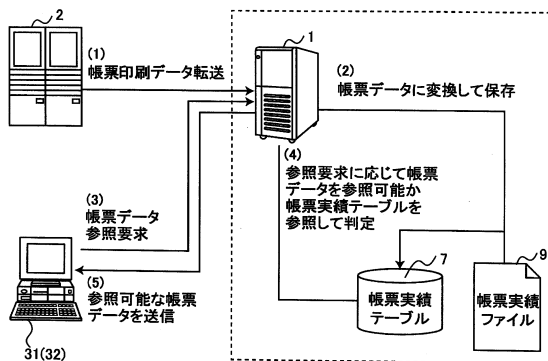 2
1
(1)
帳票印刷データ転送
(2)
帳票データに変換して保存
(3)
帳票データ
参照要求
(4)
参照要求に応じて帳票
データを参照可能か
帳票実績テーブルを
参照して判定
(5)
参照可能な帳票
データを送信
7
帳票実績
テーブル
9
帳票実績
ファイル
31(32)